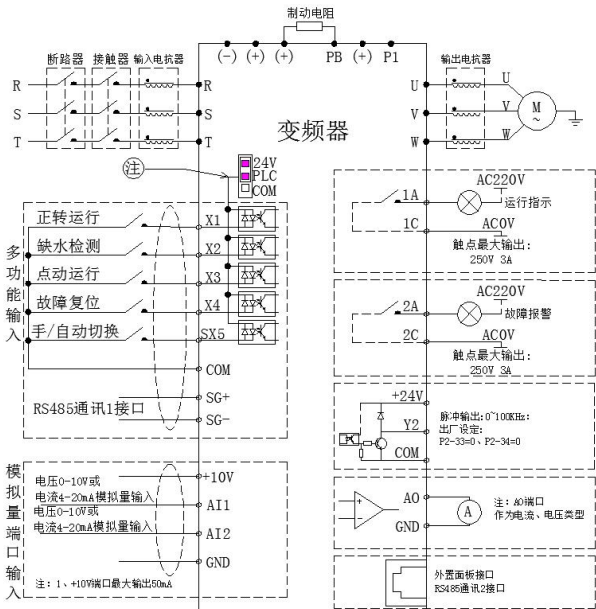 制动电阻
断路器 接触器 输入电抗器
(-) (+) (+) PB (+) P1
输出电抗器
R R
S S
T T
变频器
U U
V V
W W
M
~
注
24V
PLC
COM
多功能输入
正转运行 X1
缺水检测 X2
点动运行 X3
故障复位 X4
手/自动切换 SX5
COM
RS485通讯1接口
SG+
SG-
模拟量端口输入
+10V
电压0-10V或
电流4-20mA模拟量输入
AI1
电压0-10V或
电流4-20mA模拟量输入
AI2
GND
注: 1、+10V端口最大输出50mA
AC220V
1A 运行指示
1C AC0V
触点最大输出:
250V 3A
AC220V
2A 故障报警
2C AC0V
触点最大输出:
250V 3A
+24V
Y2
COM
脉冲输出:0~100KHz:
出厂设定:
P2-33=0、P2-34=0
AO
GND
A
注: AO端口
作为电流、电压类型
外置面板接口
RS485通讯2接口